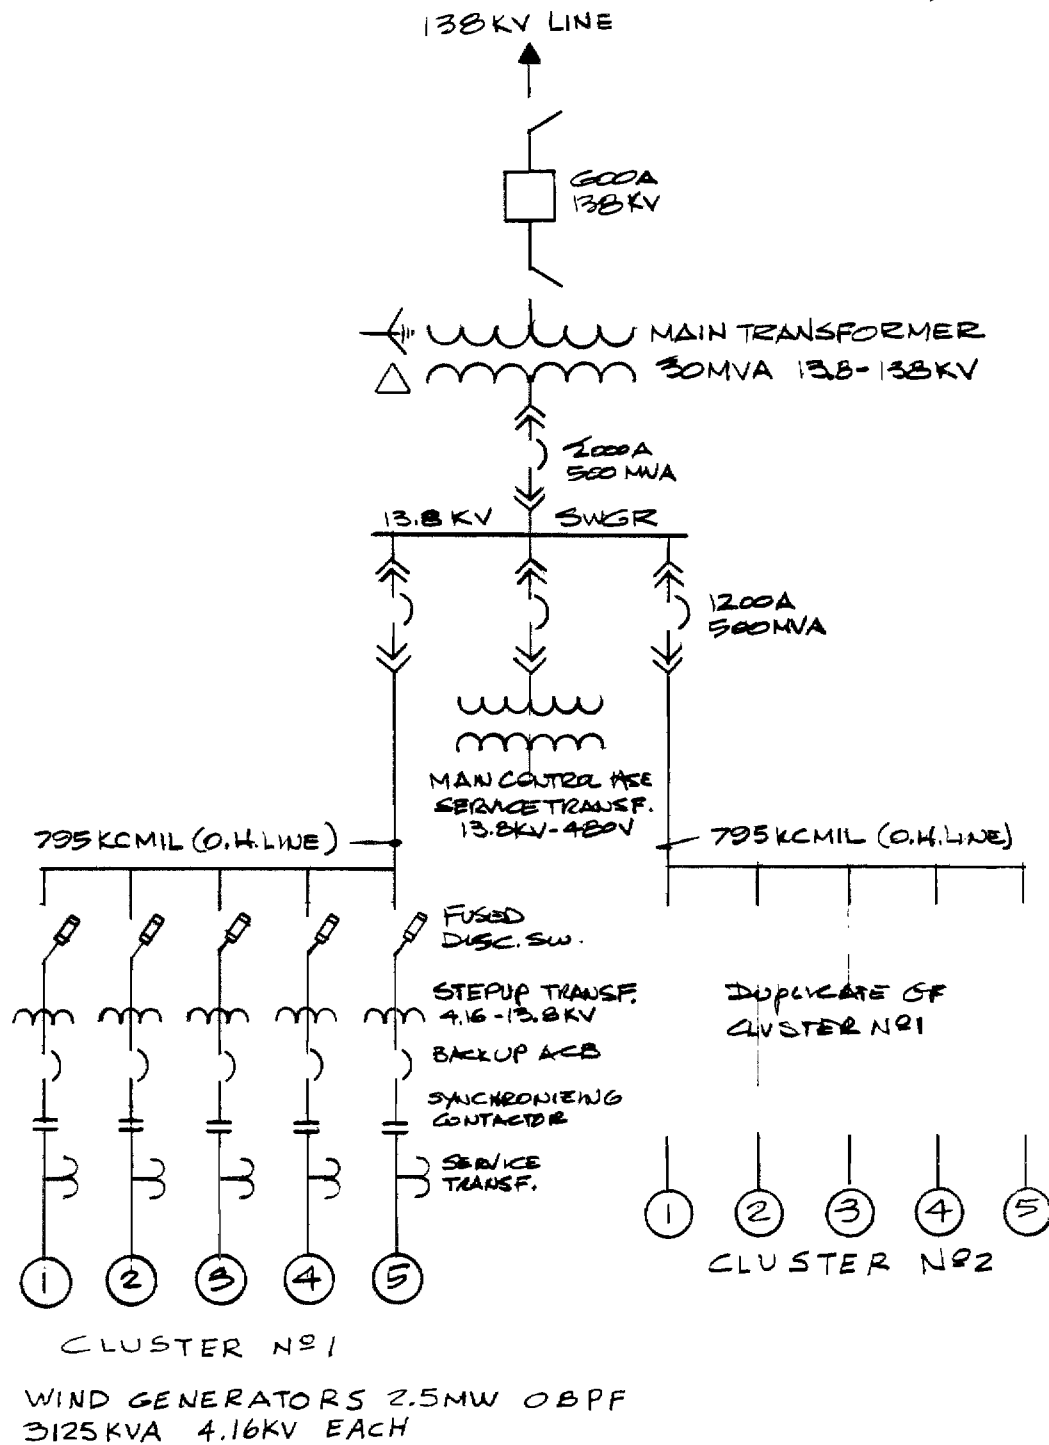 138KV LINE
600A
138KV
MAIN TRANSFORMER
30MVA 13.8-138KV
2000A
500 MVA
13.8 KV SWGR
1200A
500MVA
MAIN CONTROL HSE
SERVICE TRANSF.
13.8KV-480V
795 KCMIL (O.H. LINE)
795 KCMIL (O.H. LINE)
FUSED
DISC. SW.
STEPUP TRANSF.
4.16-13.8KV
BACKUP ACB
SYNCHRONIZING
CONTACTOR
SERVICE
TRANSF.
DUPLICATE OF
CLUSTER Nº1
1 2 3 4 5
CLUSTER Nº2
1 2 3 4 5
CLUSTER Nº1
WIND GENERATORS 2.5MW 08PF
3125KVA 4.16KV EACH